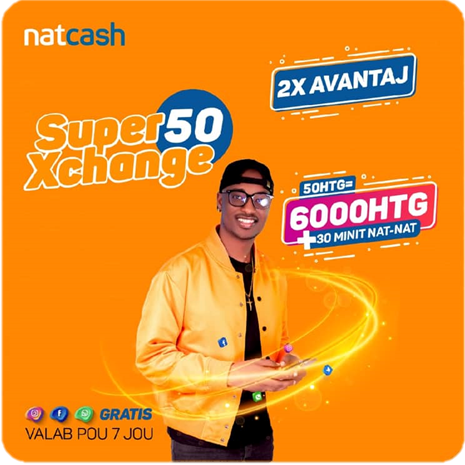 natcash
2X AVANTAJ
Super 50
Xchange
50HTG=
6000HTG
+30 MINIT NAT-NAT
GRATIS
VALAB POU 7 JOU